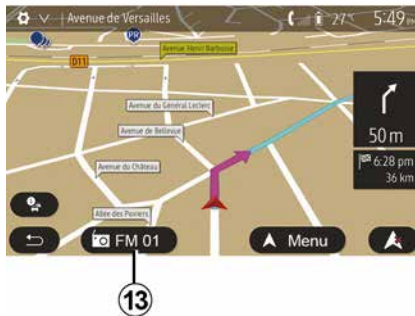 Avenue de Versailles
27°
5:49 PM
PR
Avenue Henri Barbusse
D11
Avenue du Général Leclerc
Avenue de Bellevue
50 m
Avenue du Château
6:28 pm
36 km
Allée des Poiriers
FM 01
Menu
13